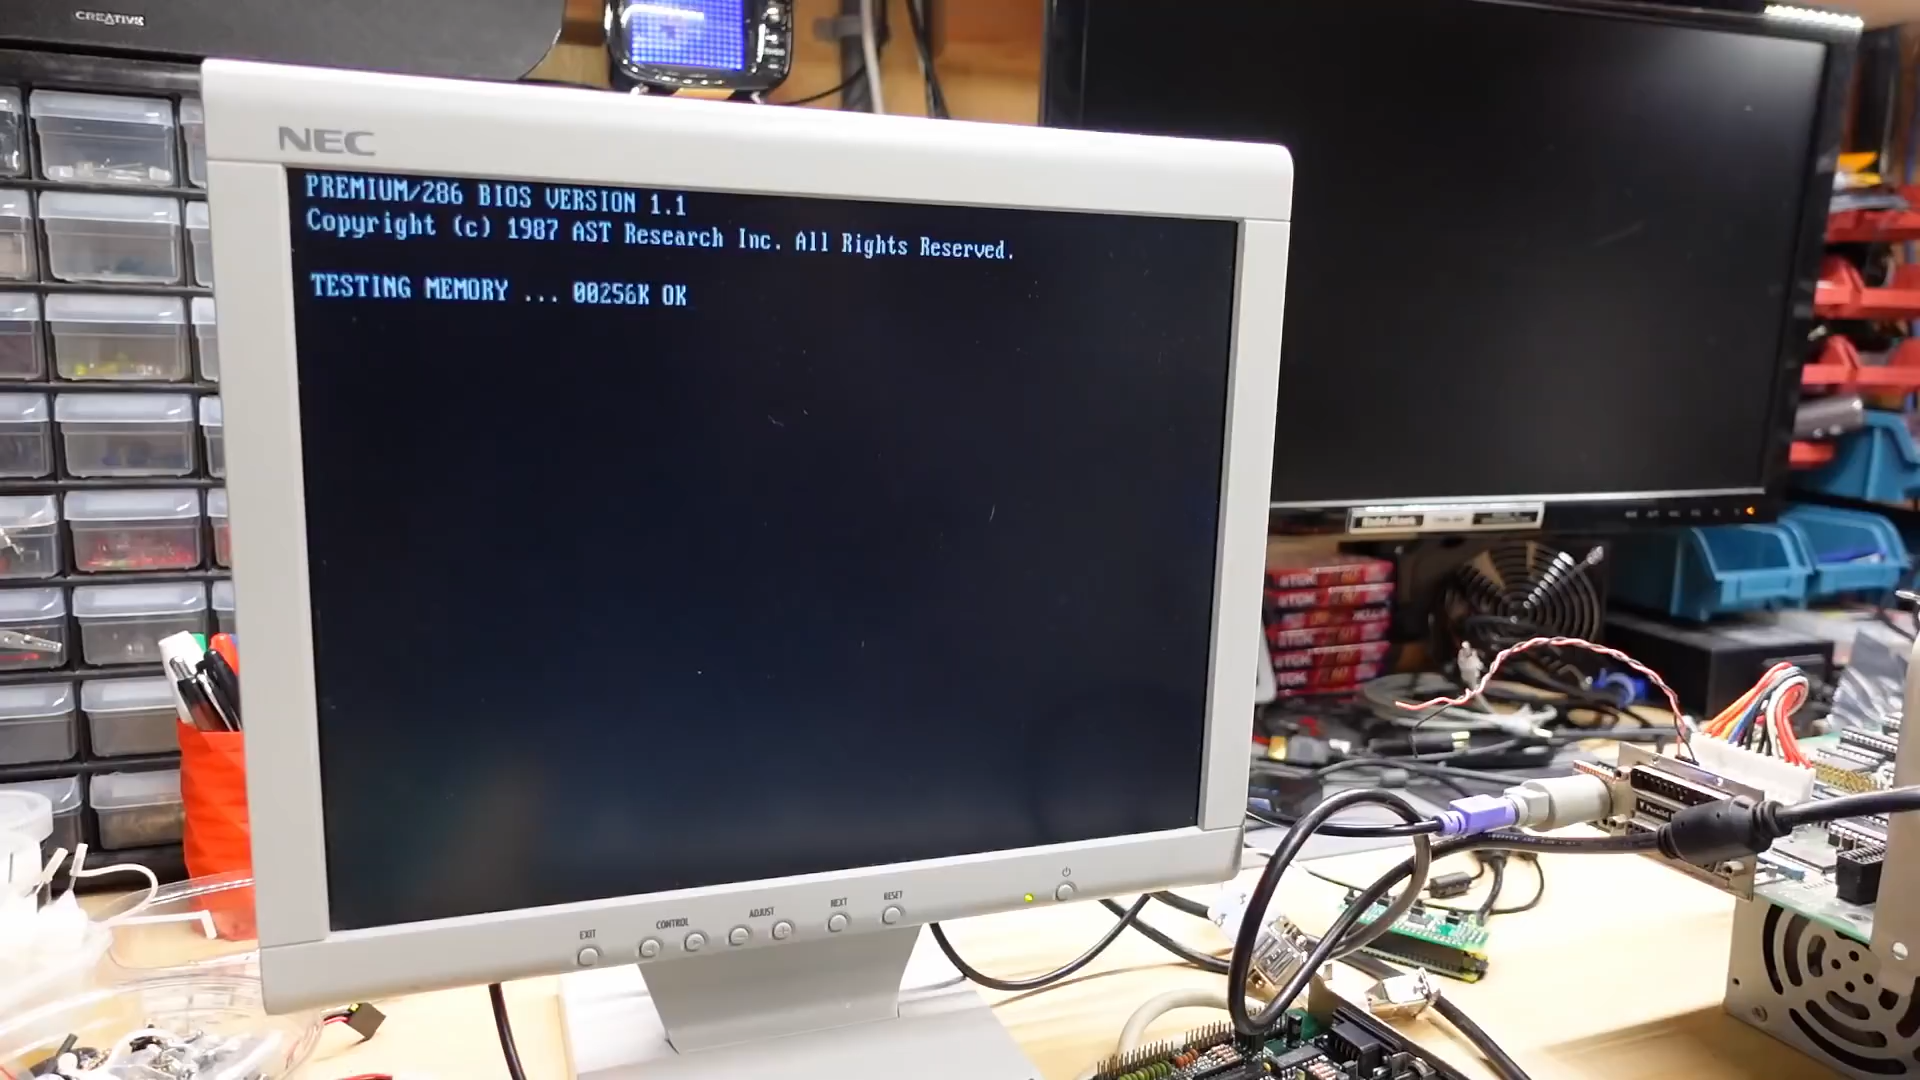 CREATIVE
NEC
PREMIUM/286 BIOS VERSION 1.1
Copyright (c) 1987 AST Research Inc. All Rights Reserved.
TESTING MEMORY ... 00256K OK
EXIT
CONTROL
ADJUST
NEXT
RESET
TDK